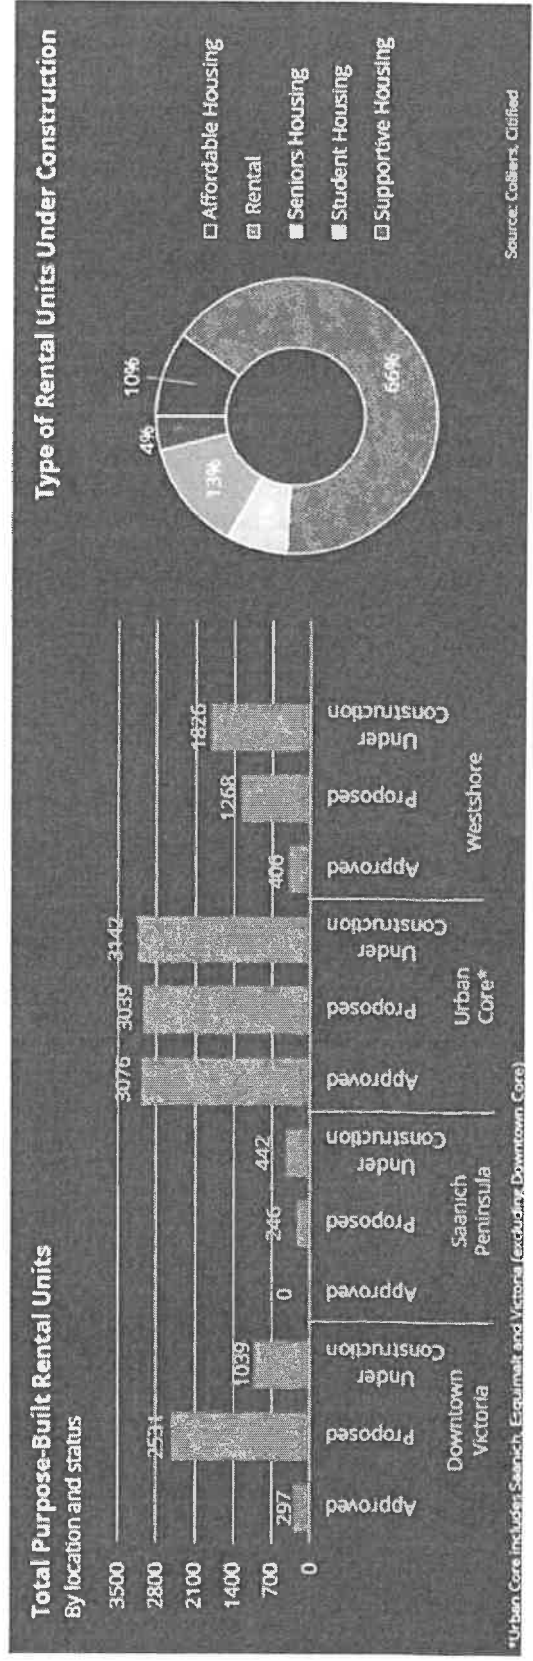 Total Purpose-Built Rental Units
By location and status
3500
2800
2100
1400
700
0
297
2531
1039
0
246
442
3076
3039
3142
406
1268
1826
Approved
Proposed
Under
Construction
Approved
Proposed
Under
Construction
Approved
Proposed
Under
Construction
Approved
Proposed
Under
Construction
Downtown
Victoria
Saanich
Peninsula
Urban
Core*
Westshore
*Urban Core includes Saanich, Esquimalt and Victoria (excluding Downtown Core)
Type of Rental Units Under Construction
4%
10%
13%
66%
Affordable Housing
Rental
Seniors Housing
Student Housing
Supportive Housing
Source: Colliers, Citified